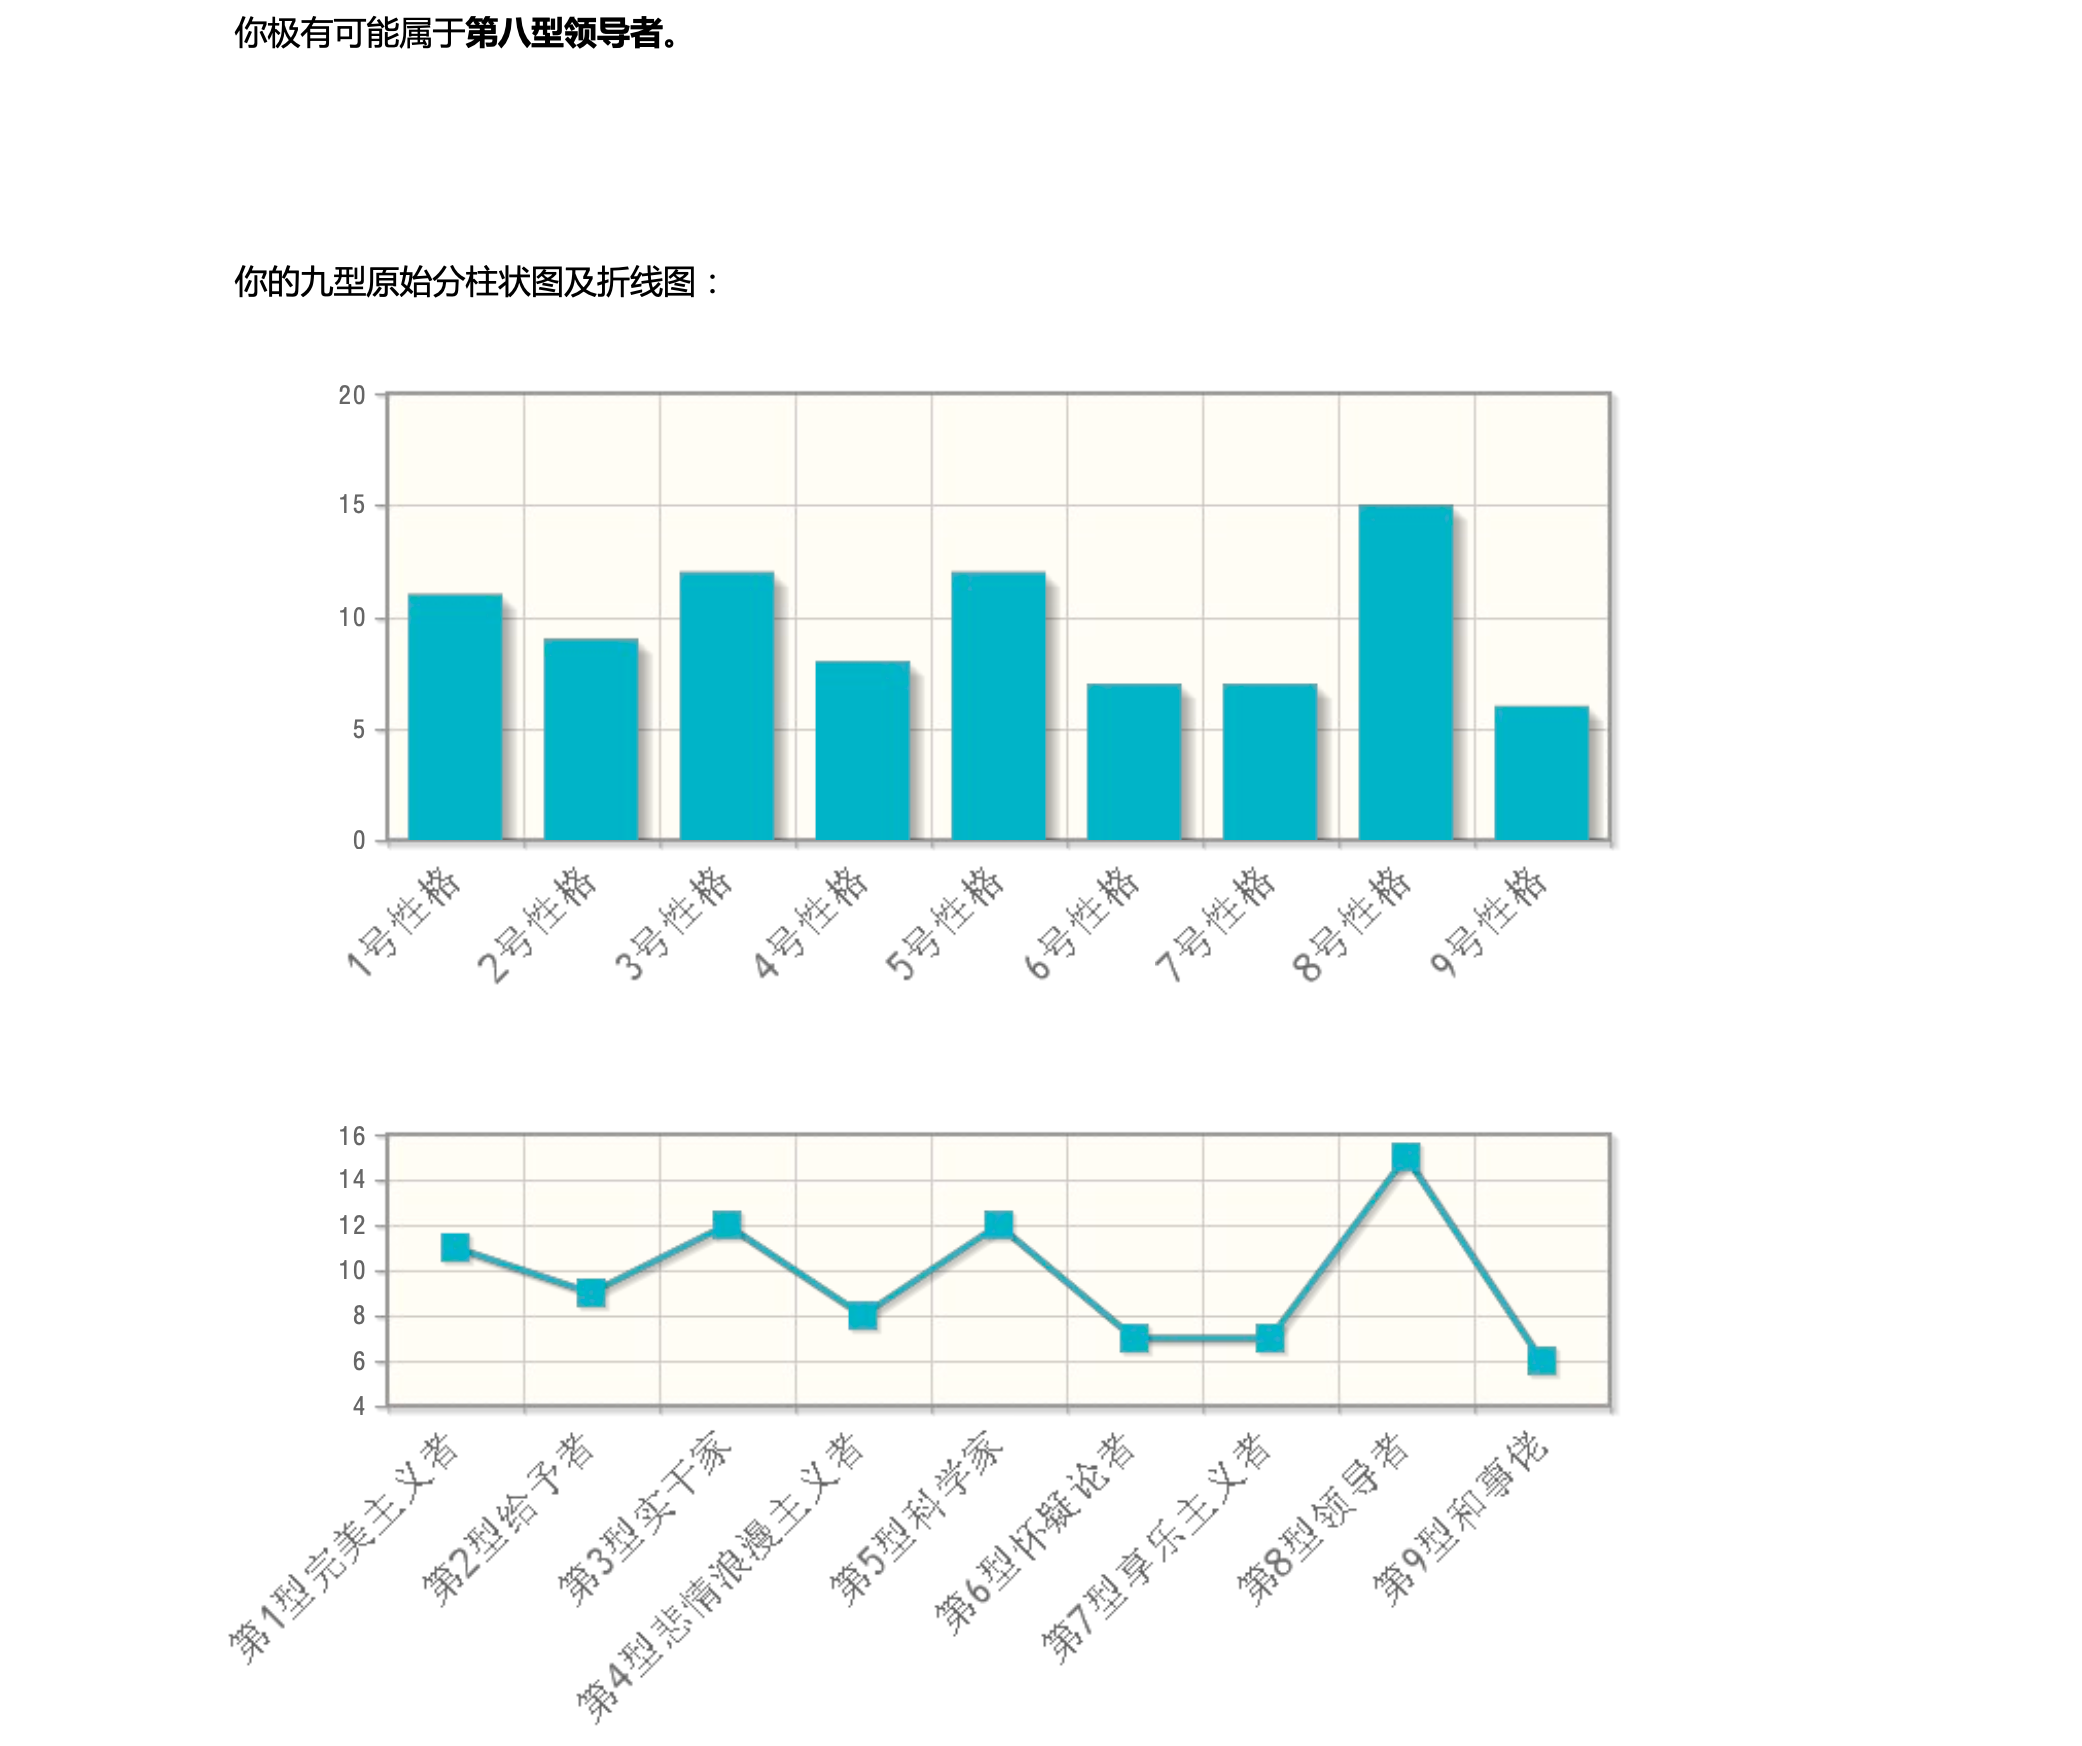 你极有可能属于第八型领导者。
你的九型原始分柱状图及折线图：
20
15
10
5
0
1号性格
2号性格
3号性格
4号性格
5号性格
6号性格
7号性格
8号性格
9号性格
16
14
12
10
8
6
4
第1型完美主义者
第2型给予者
第3型实干家
第4型悲情浪漫主义者
第5型科学家
第6型怀疑论者
第7型享乐主义者
第8型领导者
第9型和事佬